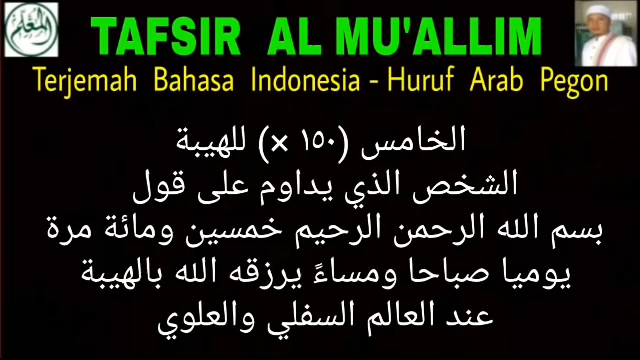 TAFSIR AL MU'ALLIM
Terjemah Bahasa Indonesia - Huruf Arab Pegon
الخامس (١٥٠ ×) للهيبة
الشخص الذي يداوم على قول
بسم الله الرحمن الرحيم خمسين ومائة مرة
يوميا صباحا ومساءً يرزقه الله بالهيبة
عند العالم السفلي والعلوي